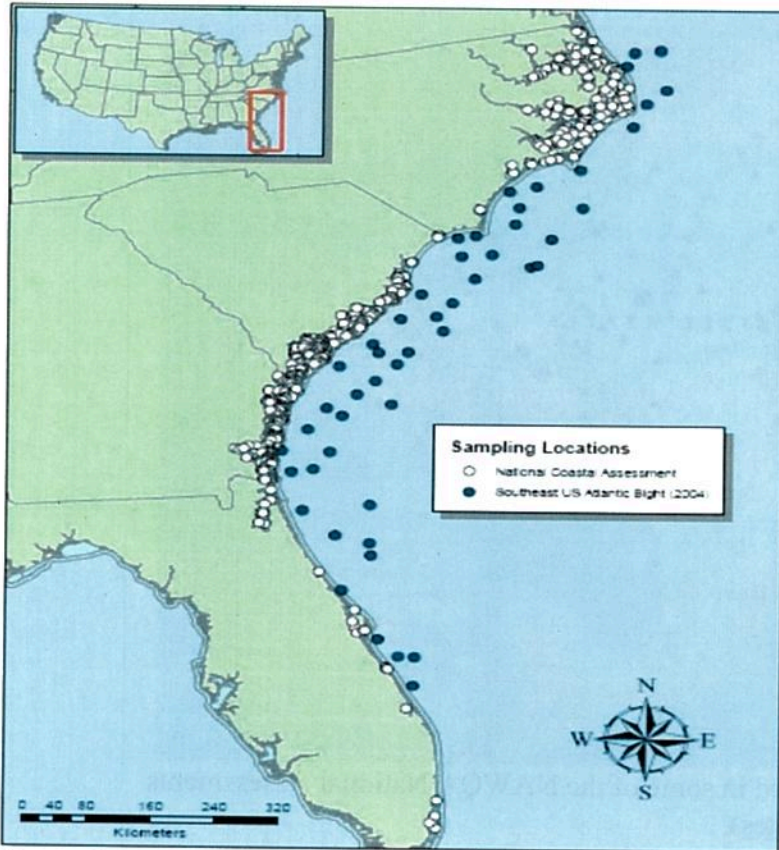 Sampling Locations
National Coastal Assessment
Southeast US Atlantic Bight (2004)
N
W E
S
0 40 80 160 240 320
Kilometers